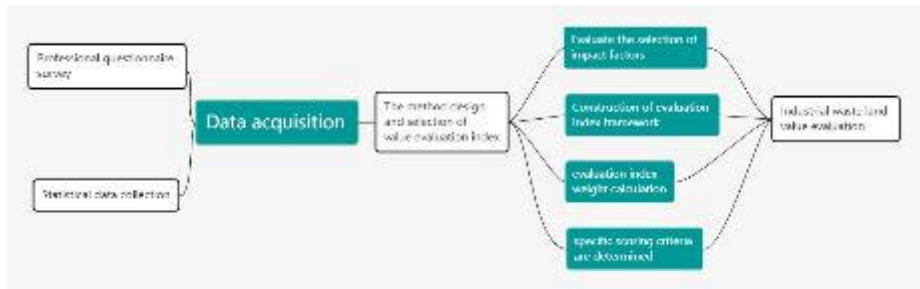 Professional questionnaire
survey
Statistical data collection
Data acquisition
The method design
and selection of
value evaluation index
Evaluate the selection of
impact factors
Construction of evaluation
index framework
evaluation index
weight calculation
specific scoring criteria
are determined
Industrial waste land
value evaluation